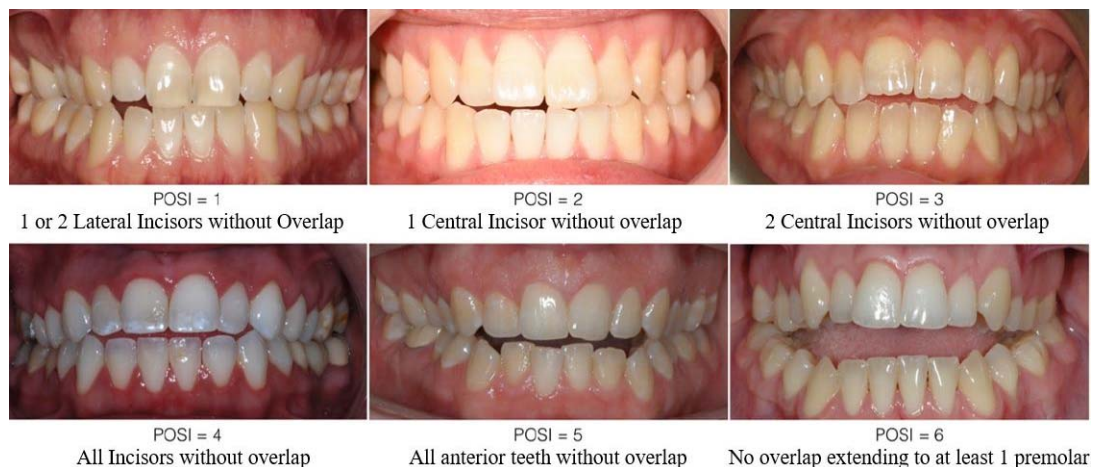 POSI = 1
1 or 2 Lateral Incisors without Overlap
POSI = 2
1 Central Incisor without overlap
POSI = 3
2 Central Incisors without overlap
POSI = 4
All Incisors without overlap
POSI = 5
All anterior teeth without overlap
POSI = 6
No overlap extending to at least 1 premolar